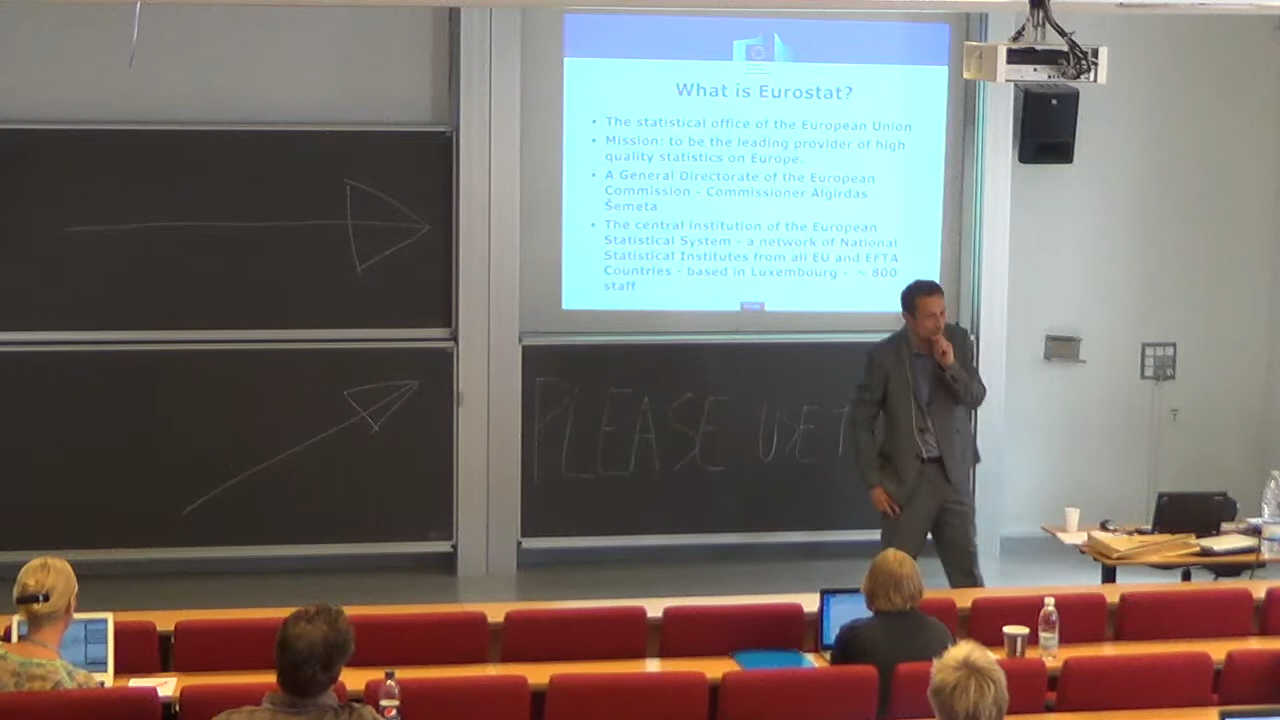 What is Eurostat?
• The statistical office of the European Union
• Mission: to be the leading provider of high
quality statistics on Europe.
• A General Directorate of the European
Commission - Commissioner Algirdas
Šemeta
• The central institution of the European
Statistical System - a network of National
Statistical Institutes from all EU and EFTA
Countries - based in Luxembourg - ~ 800
staff
PLEASE USE T